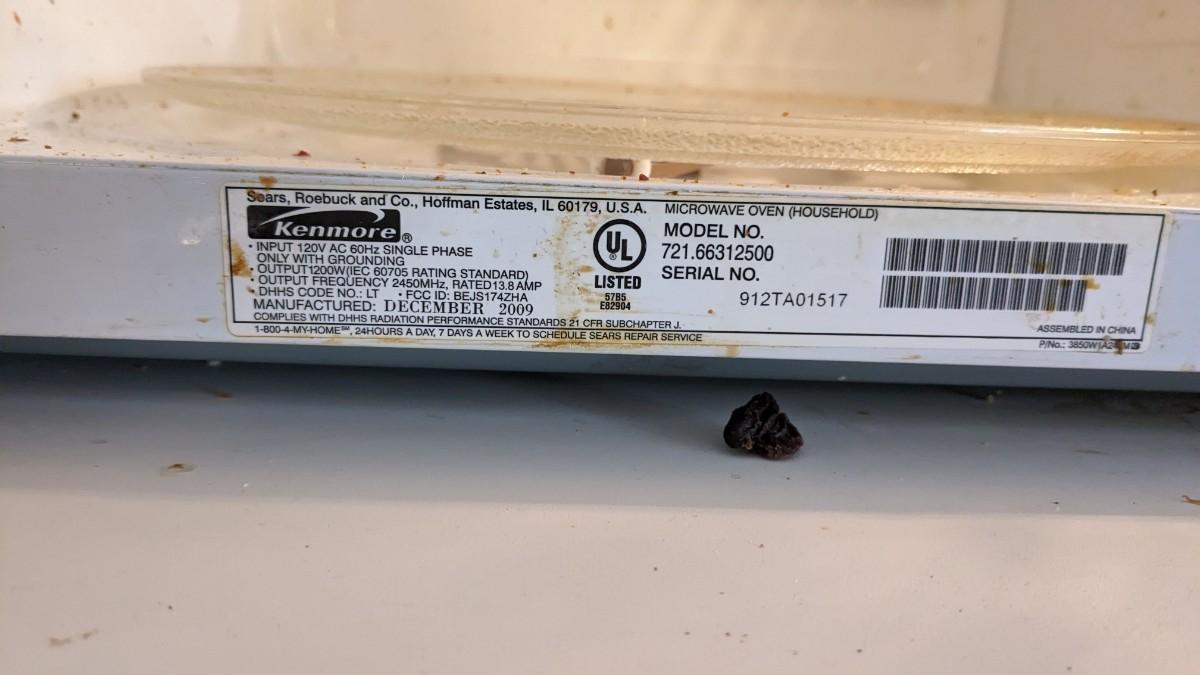 Sears, Roebuck and Co., Hoffman Estates, IL 60179, U.S.A.
MICROWAVE OVEN (HOUSEHOLD)
Kenmore®
• INPUT 120V AC 60Hz SINGLE PHASE
ONLY WITH GROUNDING
• OUTPUT1200W(IEC 60705 RATING STANDARD)
• OUTPUT FREQUENCY 2450MHz, RATED13.8AMP
• DHHS CODE NO.: LT • FCC ID: BEJS174ZHA
MANUFACTURED: DECEMBER 2009
COMPLIES WITH DHHS RADIATION PERFORMANCE STANDARDS 21 CFR SUBCHAPTER J.
1-800-4-MY-HOME℠, 24HOURS A DAY, 7 DAYS A WEEK TO SCHEDULE SEARS REPAIR SERVICE
UL
LISTED
57B5
E82904
MODEL NO.
721.66312500
SERIAL NO.
912TA01517
ASSEMBLED IN CHINA
P/No.: